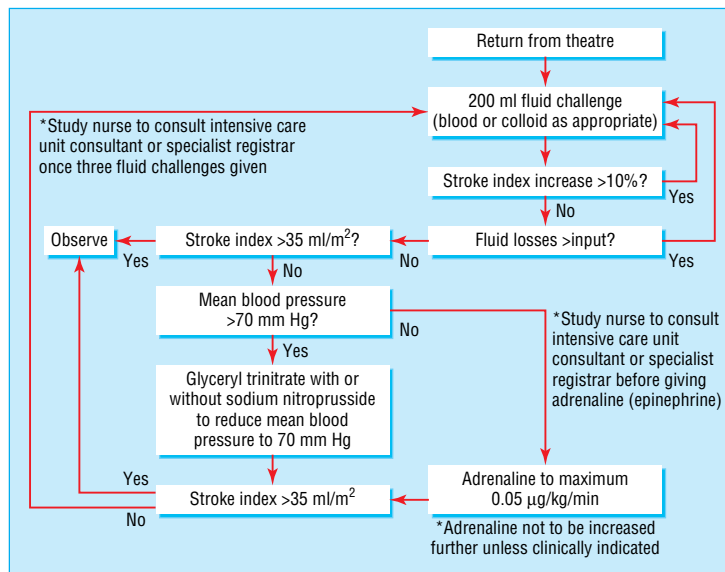 Return from theatre
200 ml fluid challenge
(blood or colloid as appropriate)
*Study nurse to consult intensive care
unit consultant or specialist registrar
once three fluid challenges given
Stroke index increase >10%?
Yes
No
Observe
Stroke index >35 ml/m²?
Fluid losses >input?
Yes
No
Yes
No
Mean blood pressure
>70 mm Hg?
No
Yes
*Study nurse to consult
intensive care unit
consultant or specialist
registrar before giving
adrenaline (epinephrine)
Glyceryl trinitrate with or
without sodium nitroprusside
to reduce mean blood
pressure to 70 mm Hg
Yes
Stroke index >35 ml/m²
No
Adrenaline to maximum
0.05 μg/kg/min
*Adrenaline not to be increased
further unless clinically indicated